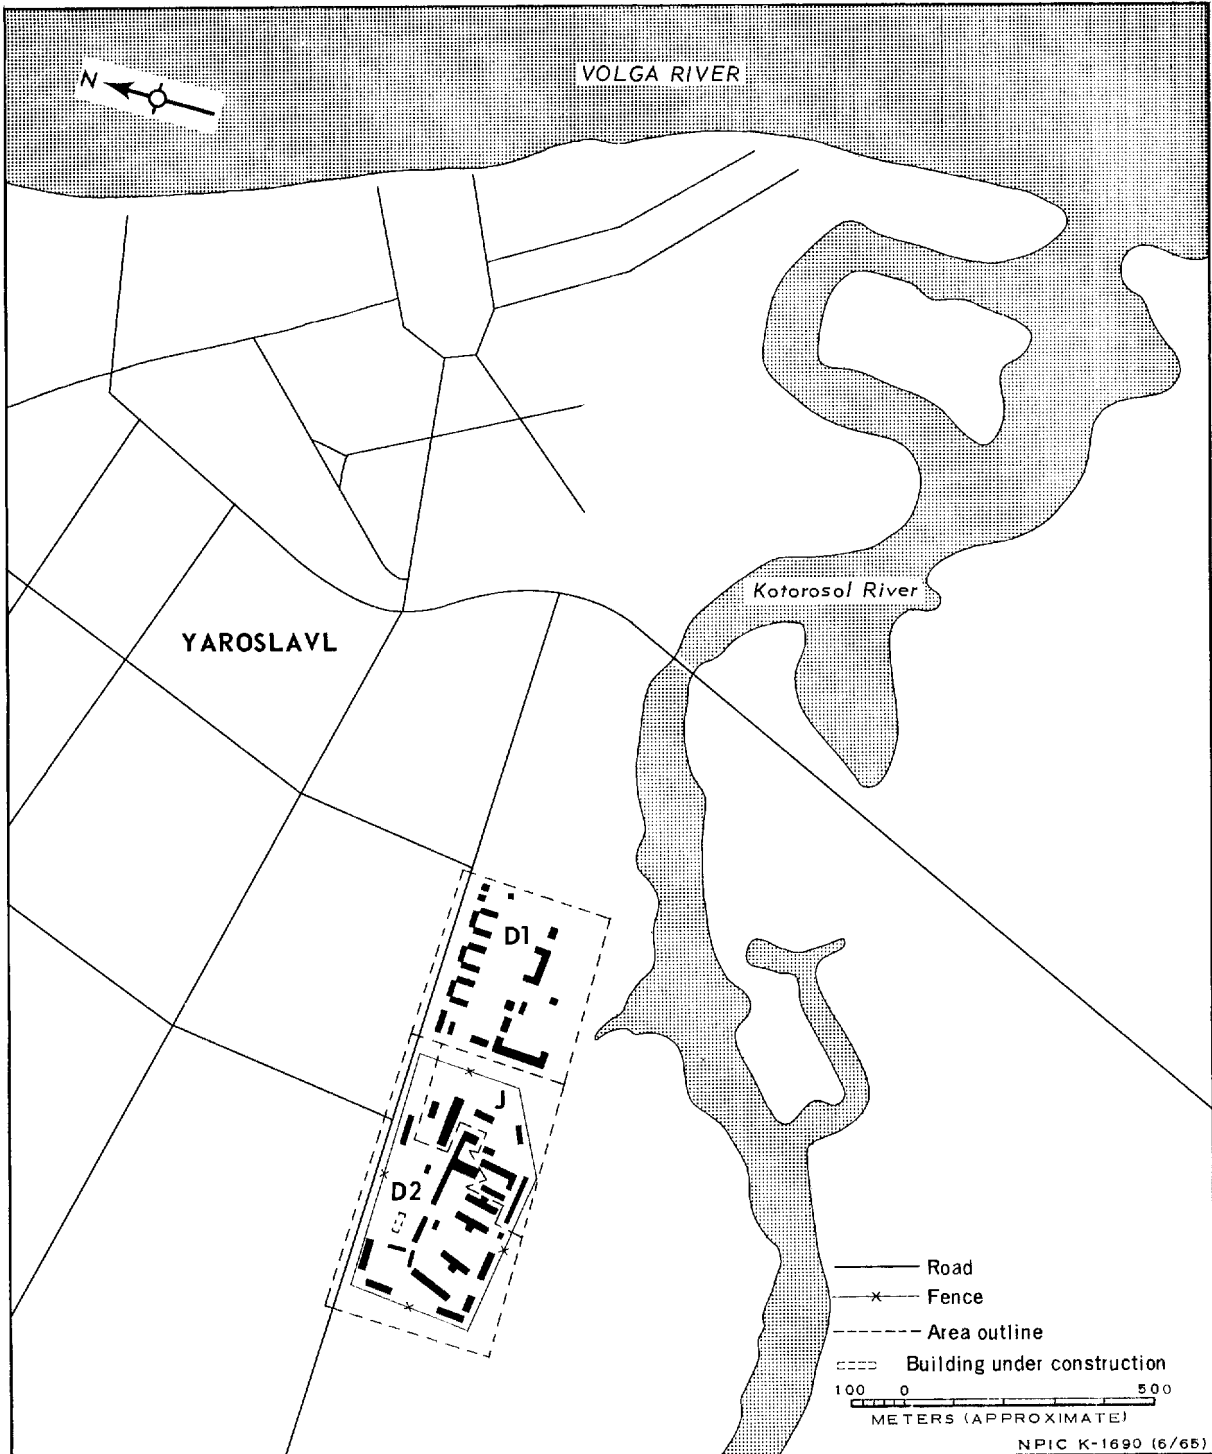 N
VOLGA RIVER
Kotorosol River
YAROSLAVL
D1
J
D2
Road
Fence
Area outline
Building under construction
100 0 500
METERS (APPROXIMATE)
NPIC K-1690 (6/65)